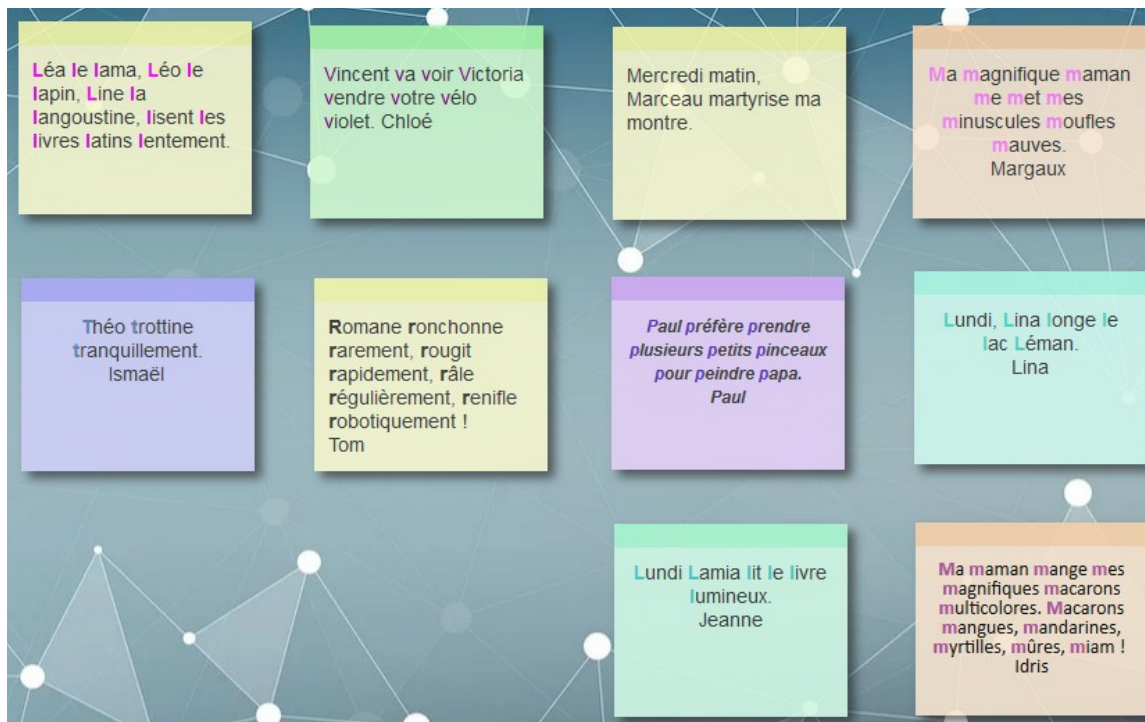 Léa le lama, Léo le
lapin, Line la
langoustine, lisent les
livres latins lentement.
Vincent va voir Victoria
vendre votre vélo
violet. Chloé
Mercredi matin,
Marceau martyrise ma
montre.
Ma magnifique maman
me met mes
minuscules moufles
mauves.
Margaux
Théo trottine
tranquillement.
Ismaël
Romane ronchonne
rarement, rougit
rapidement, râle
régulièrement, renifle
robotiquement !
Tom
Paul préfère prendre
plusieurs petits pinceaux
pour peindre papa.
Paul
Lundi, Lina longe le
lac Léman.
Lina
Lundi Lamia lit le livre
lumineux.
Jeanne
Ma maman mange mes
magnifiques macarons
multicolores. Macarons
mangues, mandarines,
myrtilles, mûres, miam !
Idris